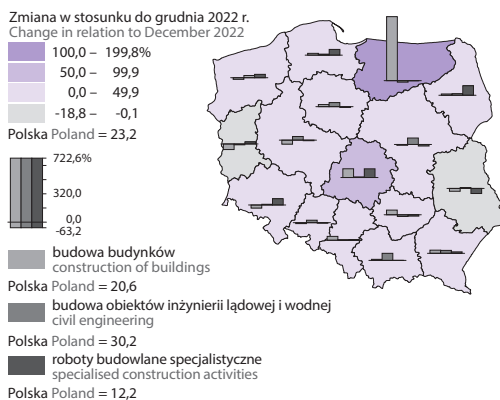 Zmiana w stosunku do grudnia 2022 r.
Change in relation to December 2022
100,0 – 199,8%
50,0 – 99,9
0,0 – 49,9
-18,8 – -0,1
Polska Poland = 23,2
722,6%
320,0
0,0
-63,2
budowa budynków
construction of buildings
Polska Poland = 20,6
budowa obiektów inżynierii lądowej i wodnej
civil engineering
Polska Poland = 30,2
roboty budowlane specjalistyczne
specialised construction activities
Polska Poland = 12,2